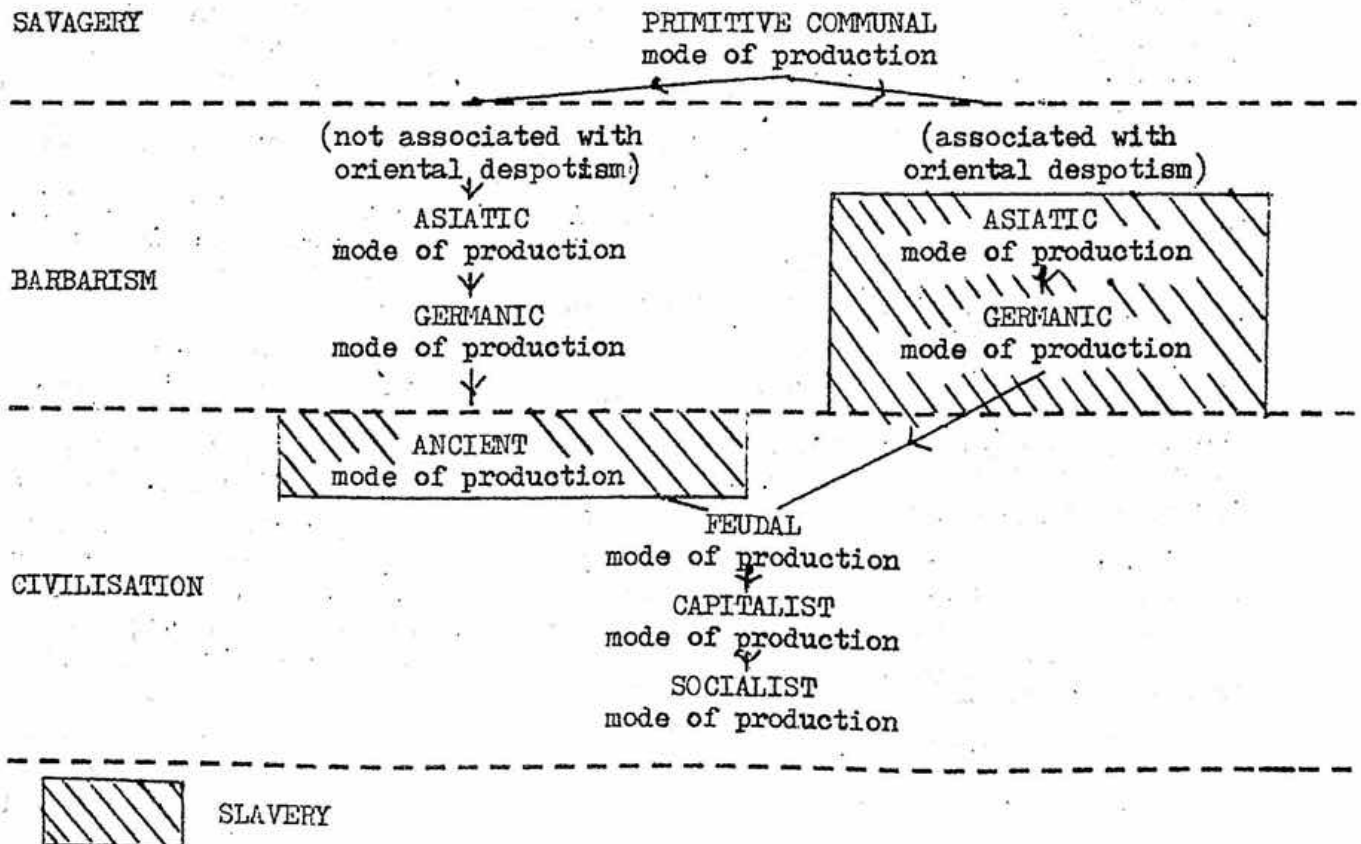 SAVAGERY
PRIMITIVE COMMUNAL
mode of production
(not associated with
oriental despotism)
ASIATIC
mode of production
GERMANIC
mode of production
(associated with
oriental despotism)
ASIATIC
mode of production
GERMANIC
mode of production
BARBARISM
ANCIENT
mode of production
FEUDAL
mode of production
CIVILISATION
CAPITALIST
mode of production
SOCIALIST
mode of production
SLAVERY